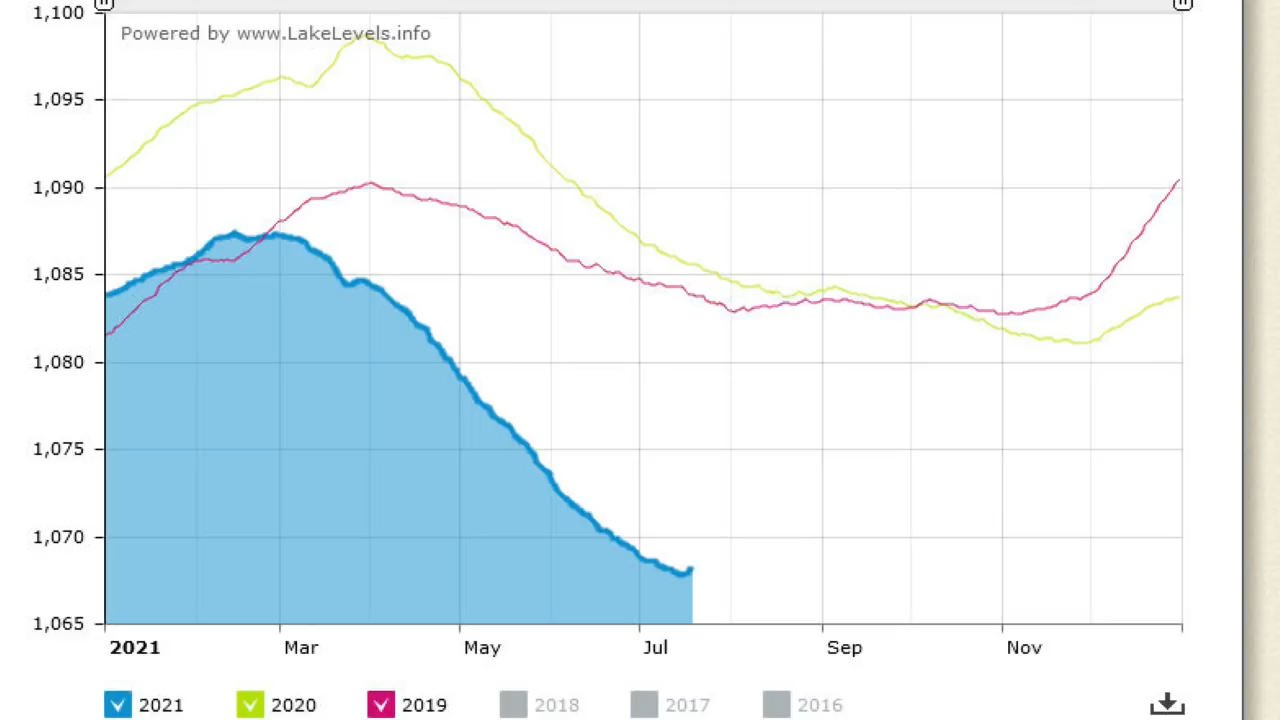 1,100
Powered by www.LakeLevels.info
1,095
1,090
1,085
1,080
1,075
1,070
1,065
2021 Mar May Jul Sep Nov
2021 2020 2019 2018 2017 2016